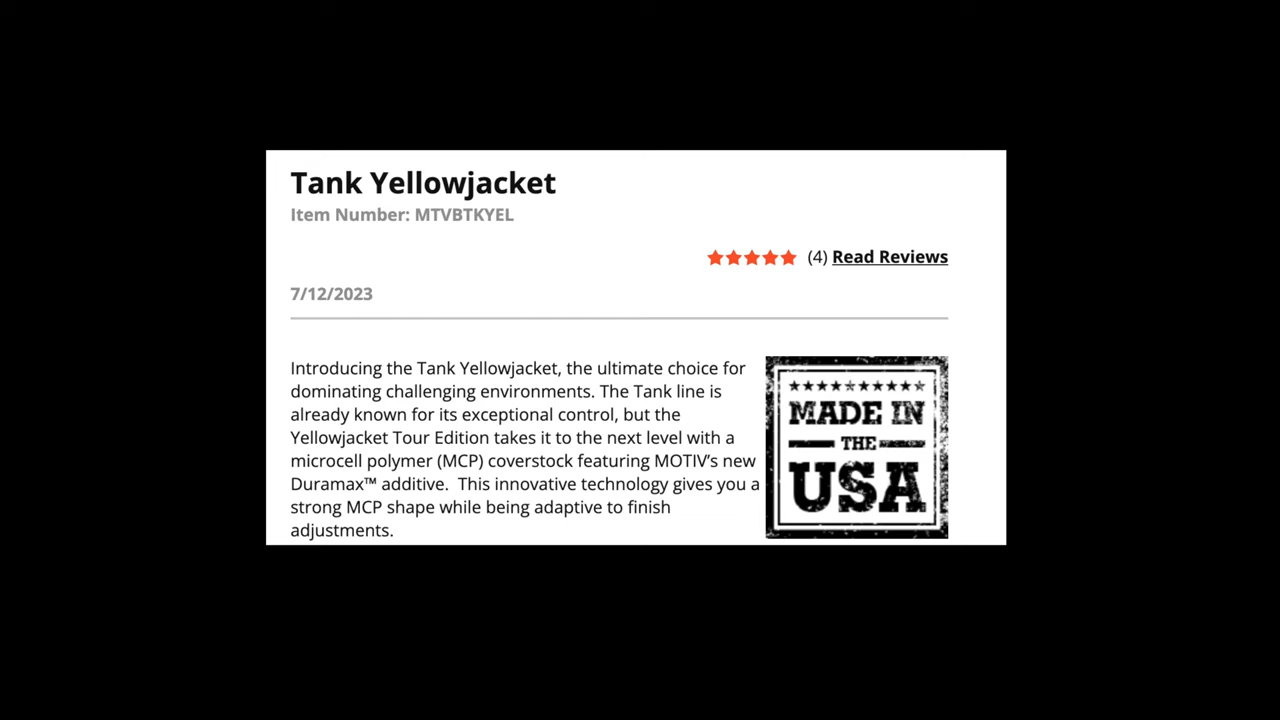 Tank Yellowjacket
Item Number: MTVBTKYEL
(4) Read Reviews
7/12/2023
Introducing the Tank Yellowjacket, the ultimate choice for
dominating challenging environments. The Tank line is
already known for its exceptional control, but the
Yellowjacket Tour Edition takes it to the next level with a
microcell polymer (MCP) coverstock featuring MOTIV’s new
Duramax™ additive.  This innovative technology gives you a
strong MCP shape while being adaptive to finish
adjustments.
MADE IN
THE
USA